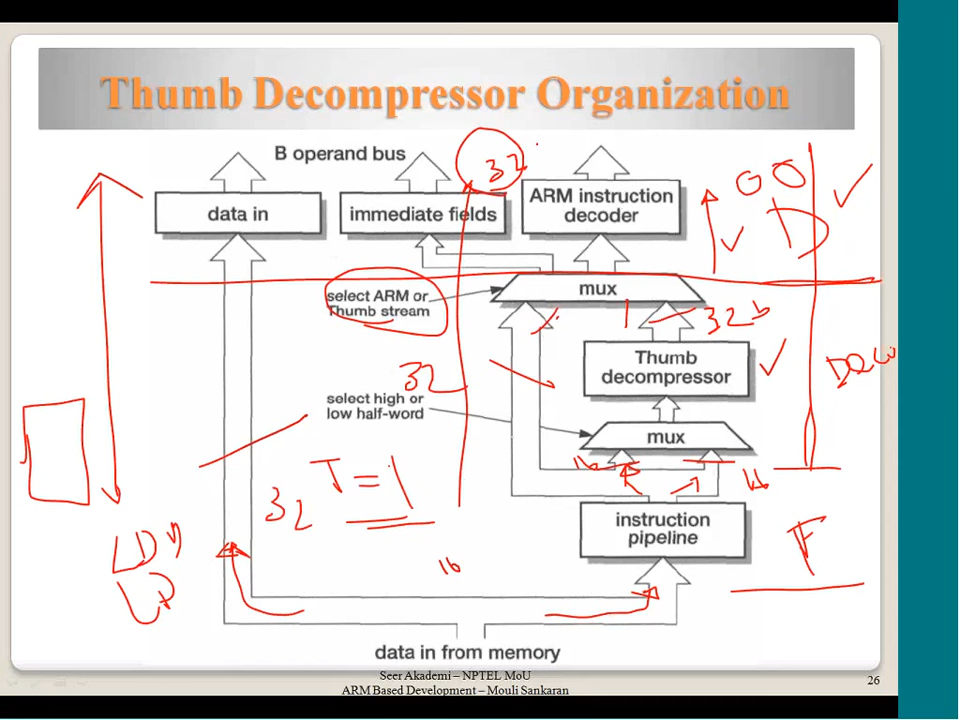 Thumb Decompressor Organization
B operand bus
32
data in
immediate fields
ARM instruction
decoder
D
select ARM or
Thumb stream
mux
1
32b
Thumb
decompressor
32
select high or
low half-word
mux
16
16
T=1
32
instruction
pipeline
F
16
data in from memory
Seer Akademi – NPTEL MoU
ARM Based Development – Mouli Sankaran
26